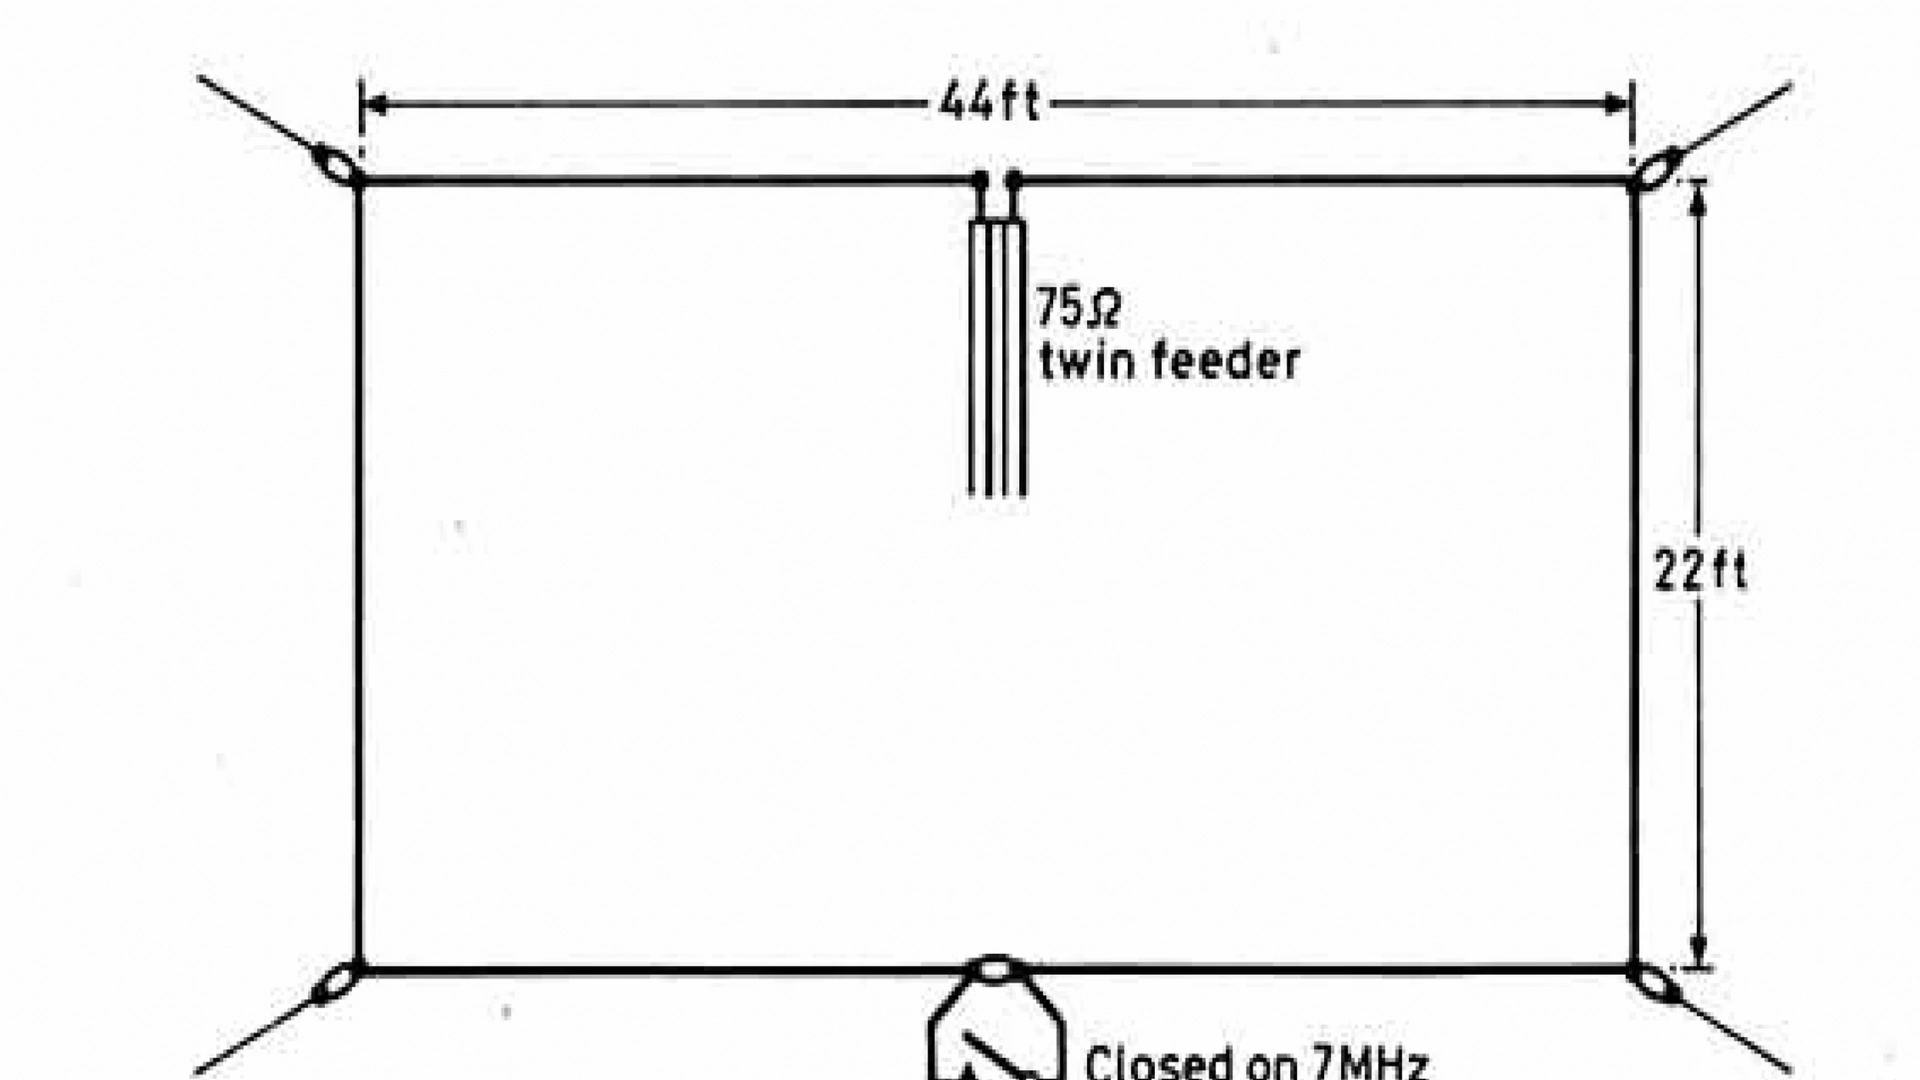 44ft
75Ω
twin feeder
22ft
Closed on 7MHz